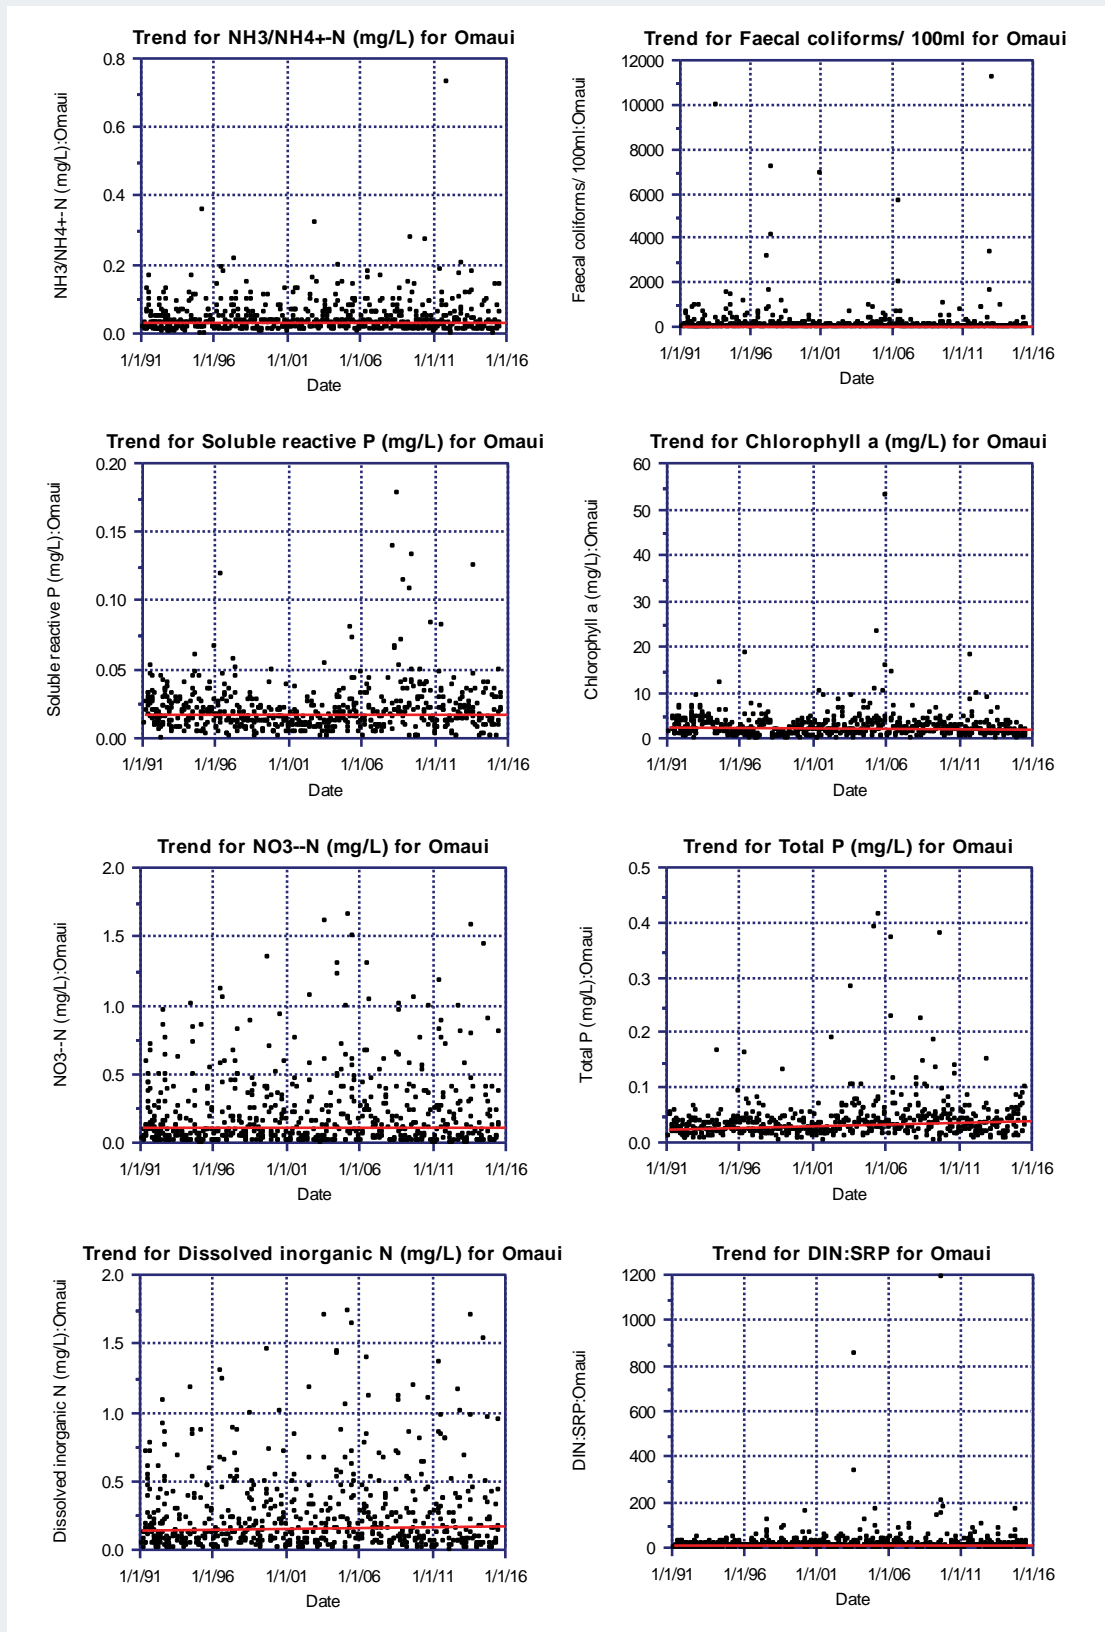 Trend for NH3/NH4+-N (mg/L) for Omaui
NH3/NH4+-N (mg/L):Omaui
0.8
0.6
0.4
0.2
0.0
1/1/91 1/1/96 1/1/01 1/1/06 1/1/11 1/1/16
Date
Trend for Faecal coliforms/ 100ml for Omaui
Faecal coliforms/ 100ml:Omaui
12000
10000
8000
6000
4000
2000
0
1/1/91 1/1/96 1/1/01 1/1/06 1/1/11 1/1/16
Date
Trend for Soluble reactive P (mg/L) for Omaui
Soluble reactive P (mg/L):Omaui
0.20
0.15
0.10
0.05
0.00
1/1/91 1/1/96 1/1/01 1/1/06 1/1/11 1/1/16
Date
Trend for Chlorophyll a (mg/L) for Omaui
Chlorophyll a (mg/L):Omaui
60
50
40
30
20
10
0
1/1/91 1/1/96 1/1/01 1/1/06 1/1/11 1/1/16
Date
Trend for NO3--N (mg/L) for Omaui
NO3--N (mg/L):Omaui
2.0
1.5
1.0
0.5
0.0
1/1/91 1/1/96 1/1/01 1/1/06 1/1/11 1/1/16
Date
Trend for Total P (mg/L) for Omaui
Total P (mg/L):Omaui
0.5
0.4
0.3
0.2
0.1
0.0
1/1/91 1/1/96 1/1/01 1/1/06 1/1/11 1/1/16
Date
Trend for Dissolved inorganic N (mg/L) for Omaui
Dissolved inorganic N (mg/L):Omaui
2.0
1.5
1.0
0.5
0.0
1/1/91 1/1/96 1/1/01 1/1/06 1/1/11 1/1/16
Date
Trend for DIN:SRP for Omaui
DIN:SRP:Omaui
1200
1000
800
600
400
200
0
1/1/91 1/1/96 1/1/01 1/1/06 1/1/11 1/1/16
Date